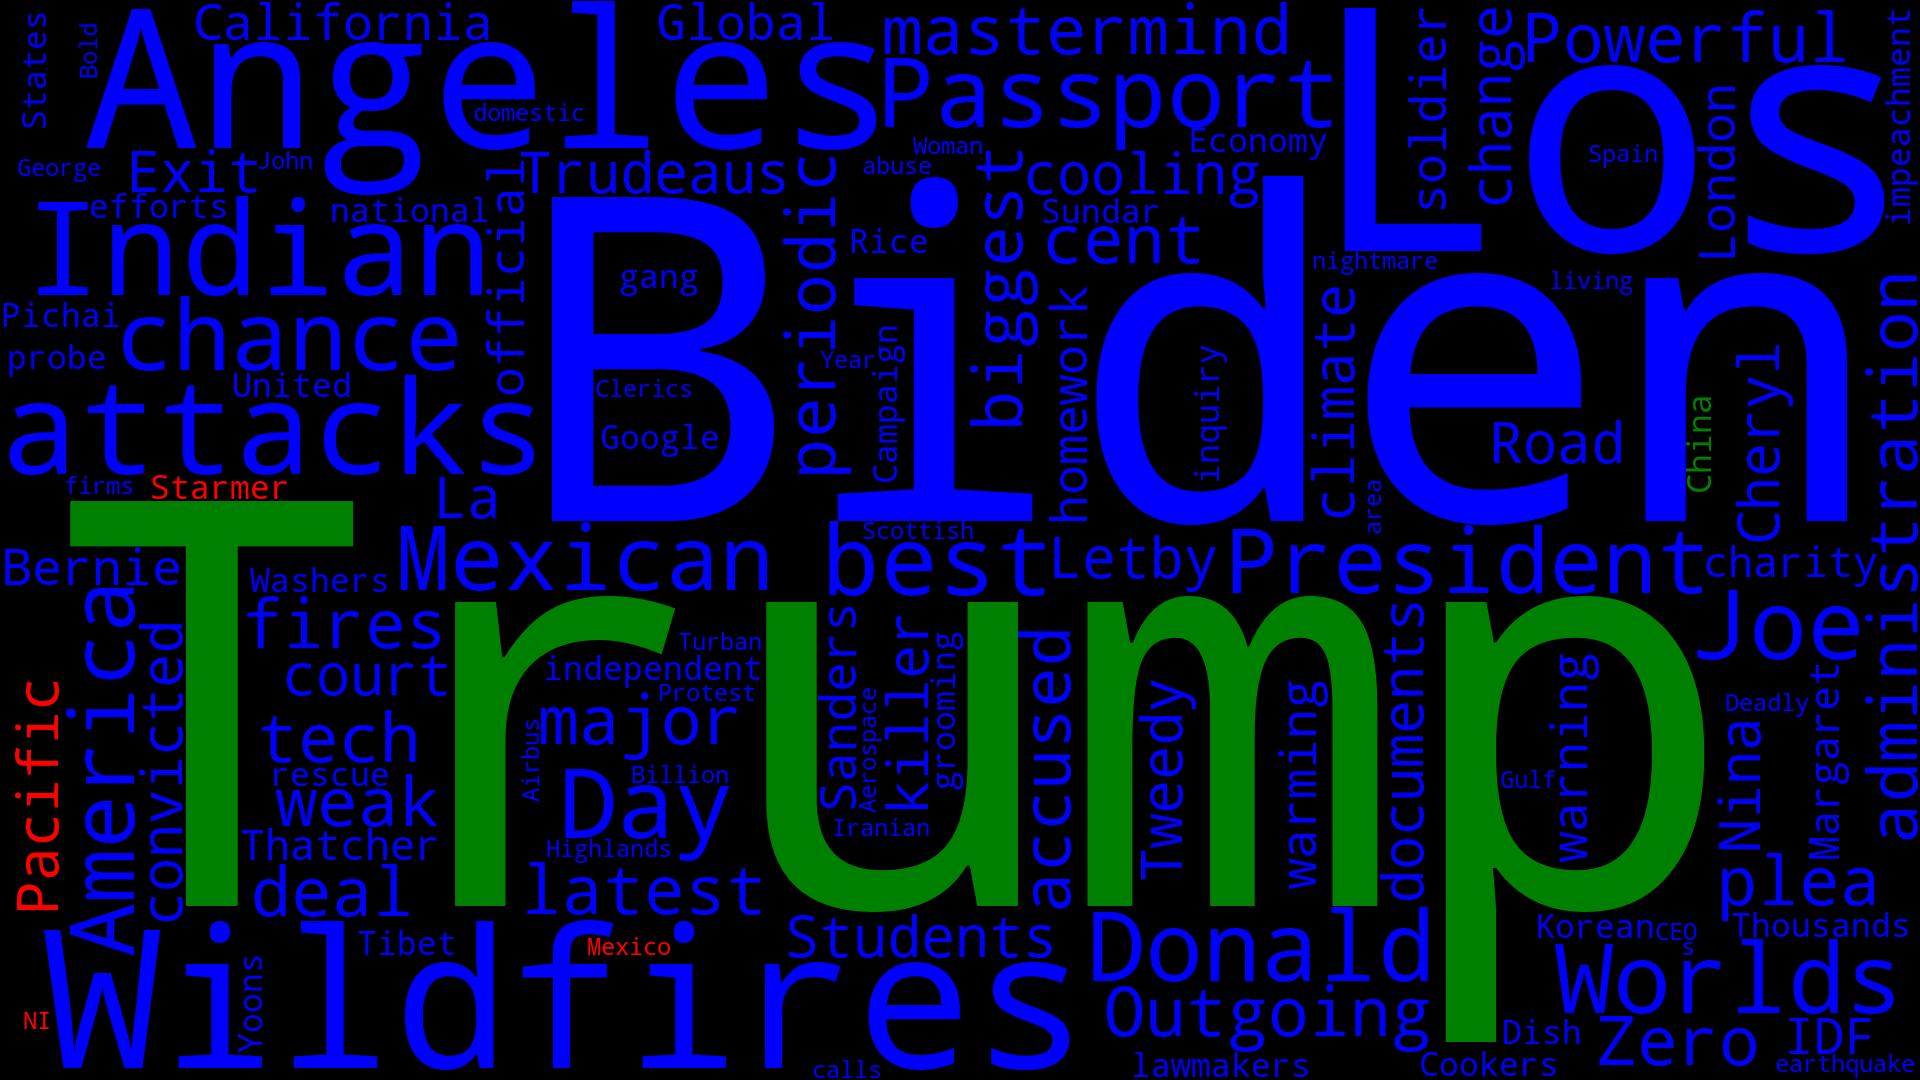 States
Bold
Angeles
California
Global
mastermind
Passport
Los
soldier
change
Powerful
impeachment
domestic
Woman
Economy
abuse
George
Exit
John
Trudeaus
periodic
biggest
cooling
Spain
London
efforts
Indian
national
official
Biden
Rice
Sundar
cent
nightmare
living
administration
gang
Pichai
chance
probe
United
Clerics
Google
Year
Campaign
homework
inquiry
climate
Road
China
Cheryl
attacks
firms
Starmer
La
area
Trump
Mexican
best
Scottish
Letby
President
charity
Bernie
Washers
America
convicted
fires
court
Turban
independent
Protest
Sanders
killer
grooming
accused
documents
Joe
Pacific
tech
major
Airbus
Aerospace
Tweedy
warming
warning
Deadly
Nina
Margaret
rescue
weak
Billion
Day
Gulf
Iranian
Thatcher
Highlands
deal
latest
plea
Wildfires
Tibet
Mexico
Students
Donald
Korean
CEO
s
Thousands
Worlds
NI
Yoons
Outgoing
Dish
Zero
IDF
calls
lawmakers
Cookers
earthquake